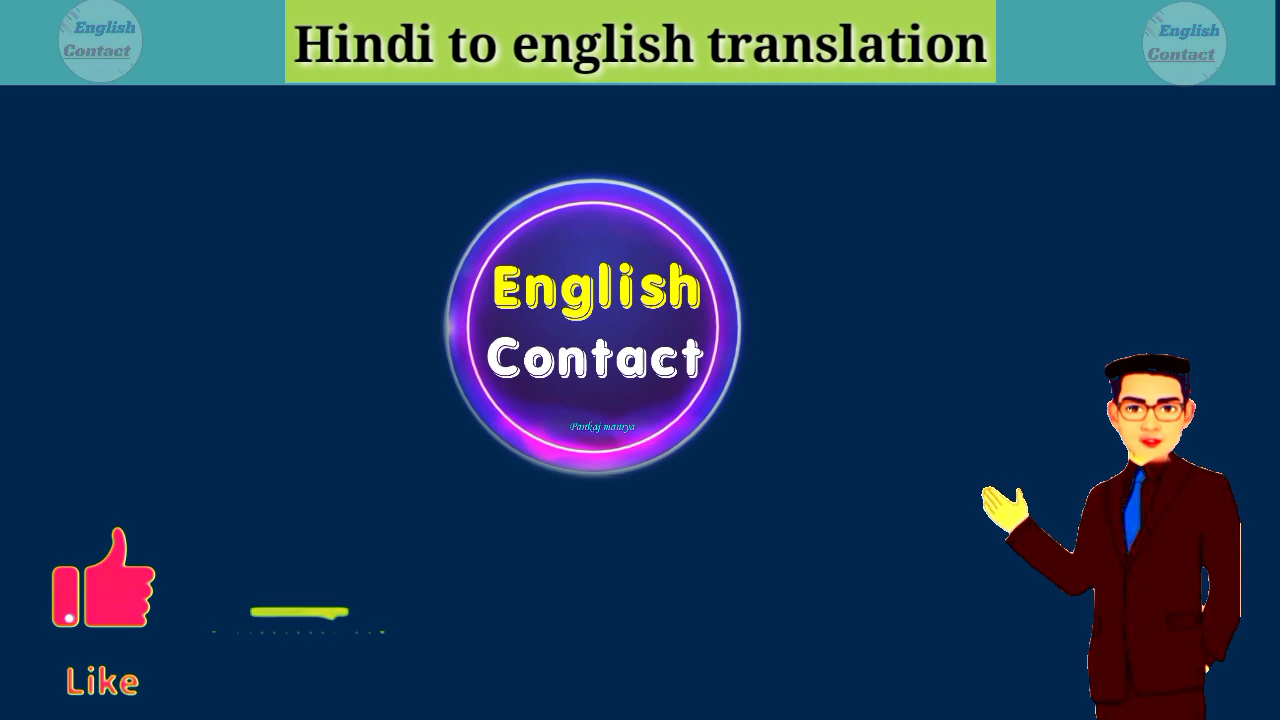 English
Contact
Hindi to english translation
English
Contact
English
Contact
Pankaj maurya
Like